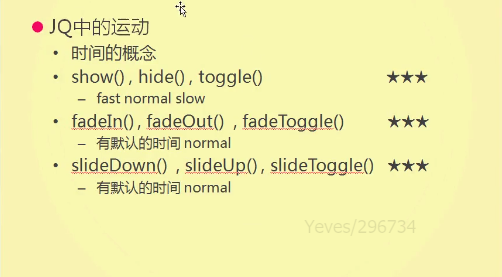 JQ中的运动
• 时间的概念
• show() , hide() , toggle() ★★★
– fast normal slow
• fadeIn() , fadeOut() , fadeToggle() ★★★
– 有默认的时间 normal
• slideDown() , slideUp() , slideToggle() ★★★
– 有默认的时间 normal
Yeves/296734